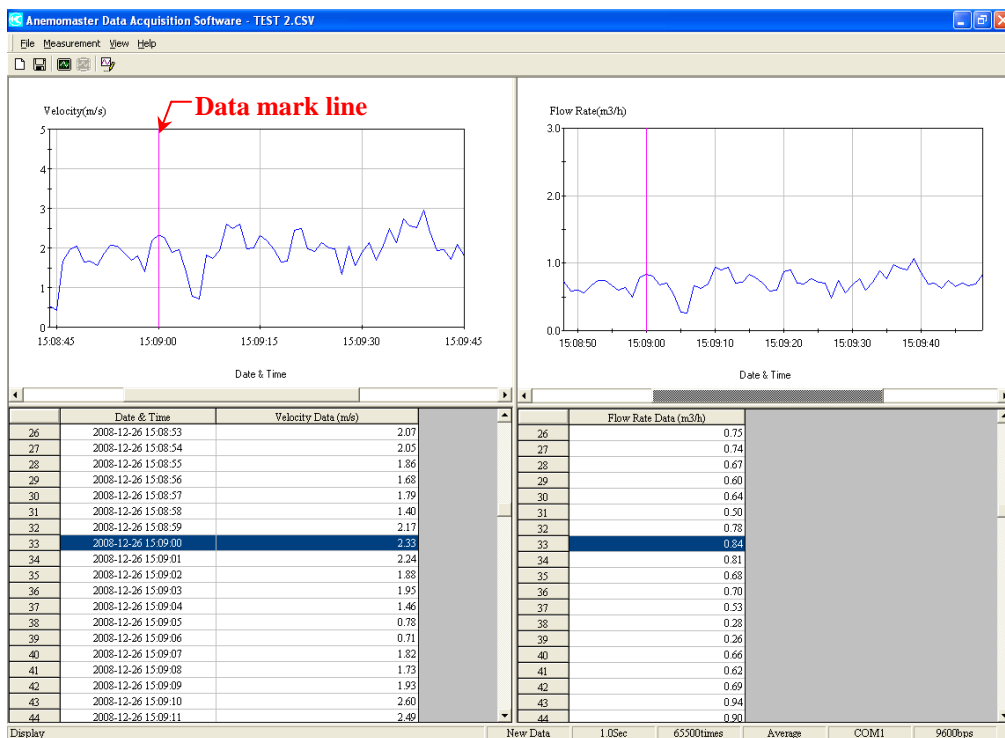 Anemomaster Data Acquisition Software - TEST 2.CSV
File Measurement View Help
Velocity(m/s)
Data mark line
5
4
3
2
1
0
15:08:45 15:09:00 15:09:15 15:09:30 15:09:45
Date & Time
Flow Rate(m3/h)
3.0
2.0
1.0
0.0
15:08:50 15:09:00 15:09:10 15:09:20 15:09:30 15:09:40
Date & Time
Date & Time Velocity Data (m/s)
26 2008-12-26 15:08:53 2.07
27 2008-12-26 15:08:54 2.05
28 2008-12-26 15:08:55 1.86
29 2008-12-26 15:08:56 1.68
30 2008-12-26 15:08:57 1.79
31 2008-12-26 15:08:58 1.40
32 2008-12-26 15:08:59 2.17
33 2008-12-26 15:09:00 2.33
34 2008-12-26 15:09:01 2.24
35 2008-12-26 15:09:02 1.88
36 2008-12-26 15:09:03 1.95
37 2008-12-26 15:09:04 1.46
38 2008-12-26 15:09:05 0.78
39 2008-12-26 15:09:06 0.71
40 2008-12-26 15:09:07 1.82
41 2008-12-26 15:09:08 1.73
42 2008-12-26 15:09:09 1.93
43 2008-12-26 15:09:10 2.60
44 2008-12-26 15:09:11 2.49
Flow Rate Data (m3/h)
26 0.75
27 0.74
28 0.67
29 0.60
30 0.64
31 0.50
32 0.78
33 0.84
34 0.81
35 0.68
36 0.70
37 0.53
38 0.28
39 0.26
40 0.66
41 0.62
42 0.69
43 0.94
44 0.90
Display New Data 1.0Sec 65500times Average COM1 9600bps